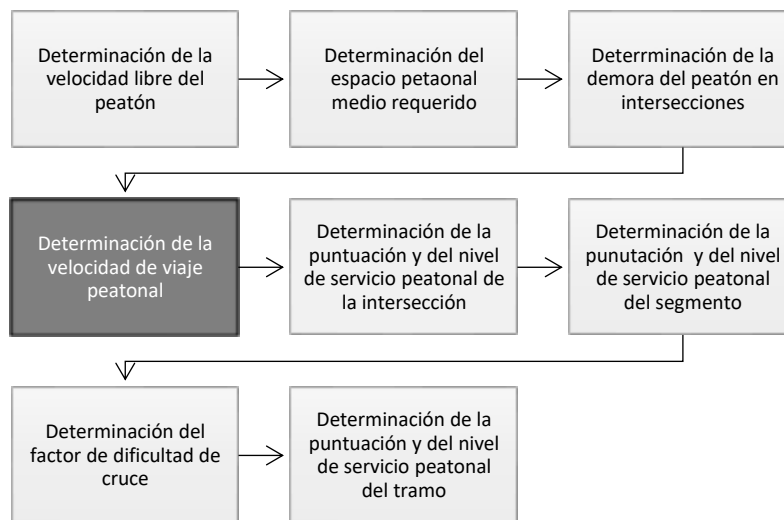 Determinación de la
velocidad libre del
peatón
Determinación del
espacio petaonal
medio requerido
Deterrminación de la
demora del peatón en
intersecciones
Determinación de la
velocidad de viaje
peatonal
Determinación de la
puntuación y del nivel
de servicio peatonal de
la intersección
Determinación de la
punutación y del nivel
de servicio peatonal
del segmento
Determinación del
factor de dificultad de
cruce
Determinación de la
puntuación y del nivel
de servicio peatonal
del tramo